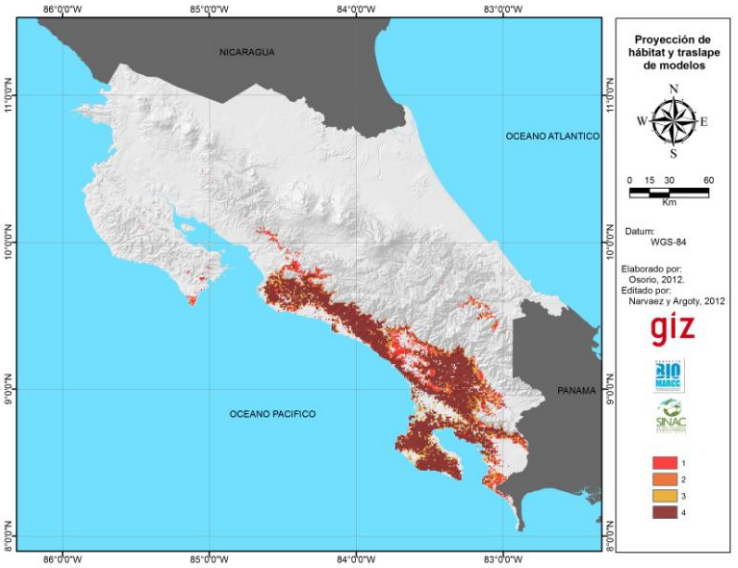 86°0'0"W 85°0'0"W 84°0'0"W 83°0'0"W
NICARAGUA
OCEANO ATLANTICO
OCEANO PACIFICO
PANAMA
11°0'0"N
10°0'0"N
9°0'0"N
8°0'0"N
11°0'0"N
10°0'0"N
9°0'0"N
8°0'0"N
86°0'0"W 85°0'0"W 84°0'0"W 83°0'0"W
Proyección de
hábitat y traslape
de modelos
N
W E
S
0 15 30 60
Km
Datum:
WGS-84
Elaborado por:
Osorio, 2012.
Editado por:
Narvaez y Argoty, 2012
giz
BIO
MARCC
SINAC
1
2
3
4